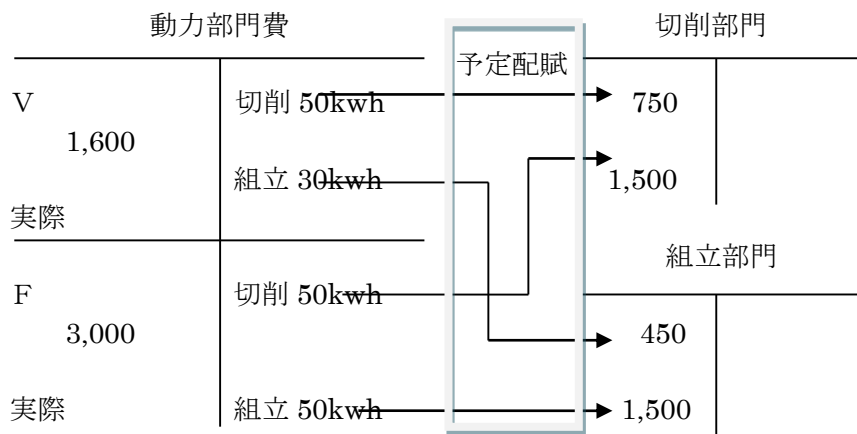 動力部門費
切削部門
予定配賦
V
切削 50kwh
750
1,600
組立 30kwh
1,500
実際
組立部門
F
切削 50kwh
3,000
450
実際
組立 50kwh
1,500